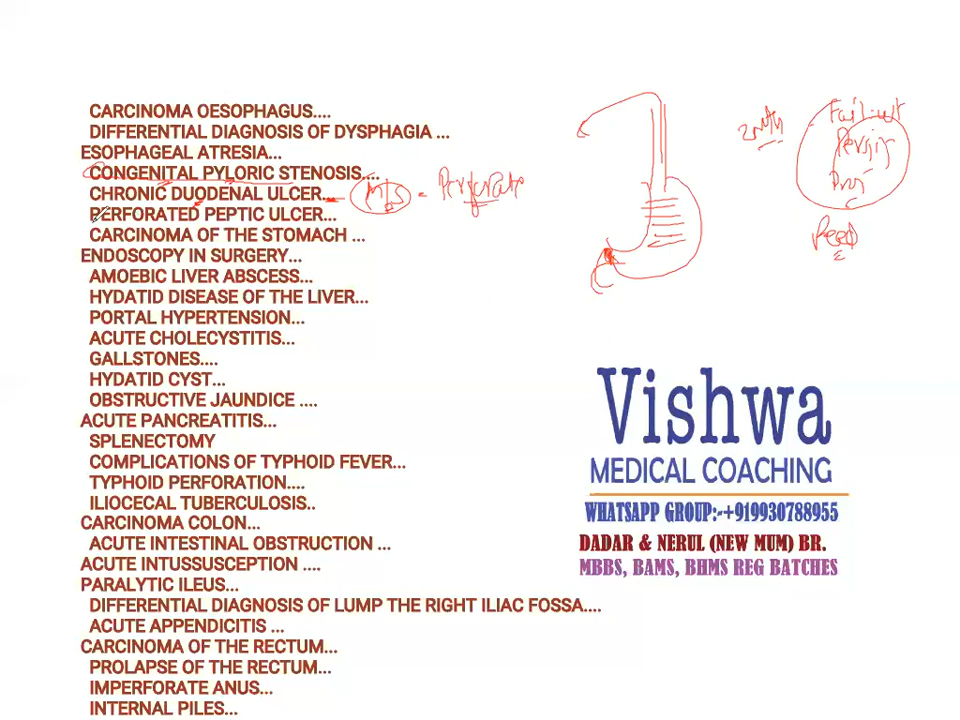 CARCINOMA OESOPHAGUS....
DIFFERENTIAL DIAGNOSIS OF DYSPHAGIA ...
ESOPHAGEAL ATRESIA...
CONGENITAL PYLORIC STENOSIS....
CHRONIC DUODENAL ULCER...
PERFORATED PEPTIC ULCER...
CARCINOMA OF THE STOMACH ...
ENDOSCOPY IN SURGERY...
AMOEBIC LIVER ABSCESS...
HYDATID DISEASE OF THE LIVER...
PORTAL HYPERTENSION...
ACUTE CHOLECYSTITIS...
GALLSTONES....
HYDATID CYST...
OBSTRUCTIVE JAUNDICE ....
ACUTE PANCREATITIS...
SPLENECTOMY
COMPLICATIONS OF TYPHOID FEVER...
TYPHOID PERFORATION....
ILIOCECAL TUBERCULOSIS..
CARCINOMA COLON...
ACUTE INTESTINAL OBSTRUCTION ...
ACUTE INTUSSUSCEPTION ....
PARALYTIC ILEUS...
DIFFERENTIAL DIAGNOSIS OF LUMP THE RIGHT ILIAC FOSSA....
ACUTE APPENDICITIS ...
CARCINOMA OF THE RECTUM...
PROLAPSE OF THE RECTUM...
IMPERFORATE ANUS...
INTERNAL PILES...
= Perforate
Vishwa
MEDICAL COACHING
WHATSAPP GROUP:-+919930788955
DADAR & NERUL (NEW MUM) BR.
MBBS, BAMS, BHMS REG BATCHES